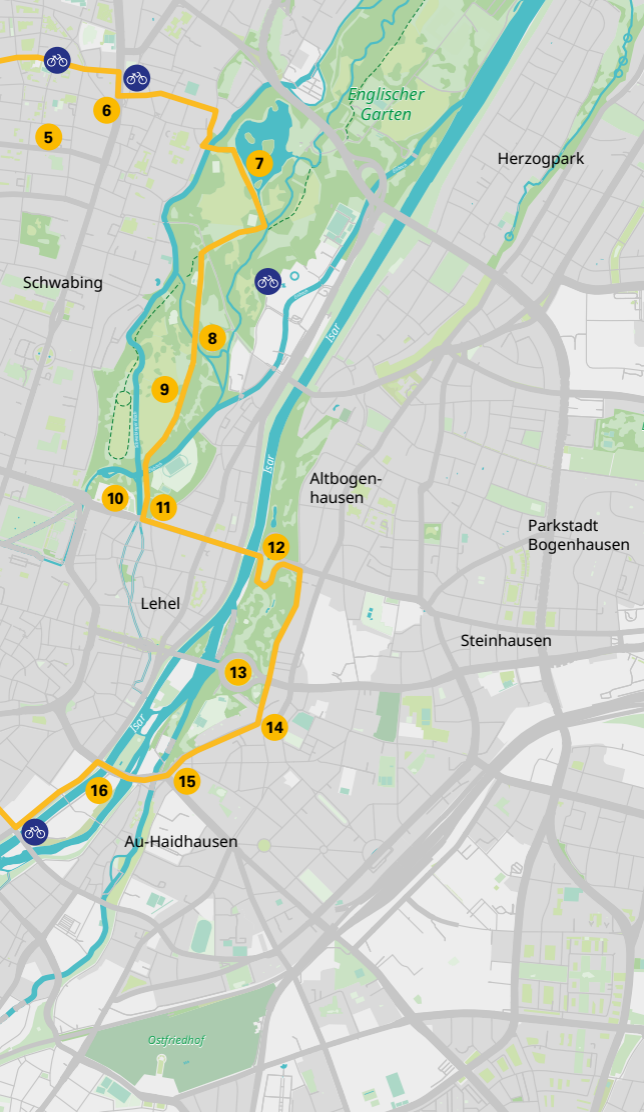 6
5
Englischer
Garten
7
Herzogpark
Schwabing
8
Isar
9
Isar
Altbogen-
hausen
10
11
Parkstadt
Bogenhausen
12
Lehel
Steinhausen
13
Isar
14
15
16
Au-Haidhausen
Ostfriedhof